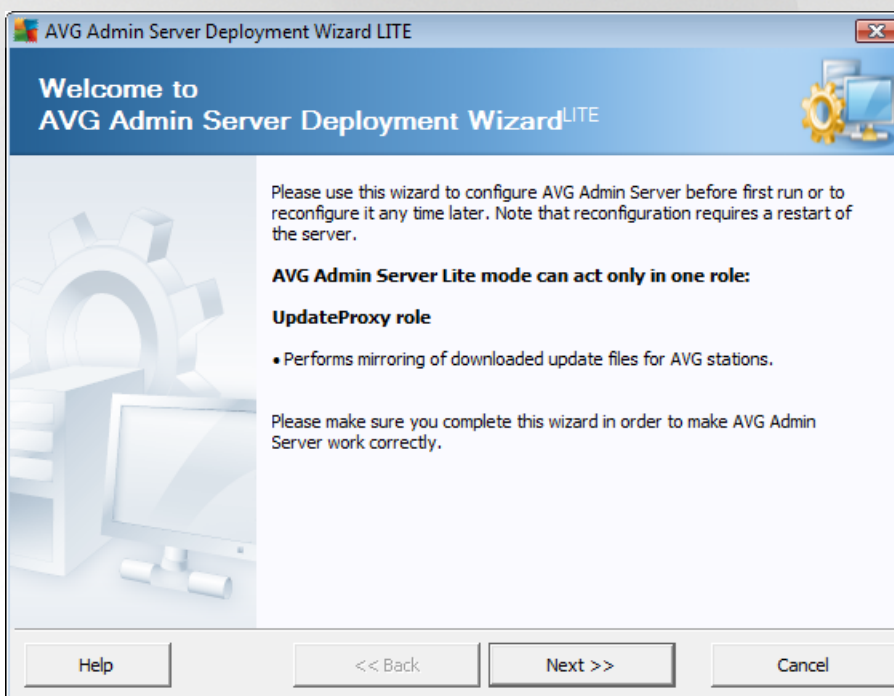 AVG Admin Server Deployment Wizard LITE
Welcome to
AVG Admin Server Deployment Wizard LITE
Please use this wizard to configure AVG Admin Server before first run or to
reconfigure it any time later. Note that reconfiguration requires a restart of
the server.
AVG Admin Server Lite mode can act only in one role:
UpdateProxy role
• Performs mirroring of downloaded update files for AVG stations.
Please make sure you complete this wizard in order to make AVG Admin
Server work correctly.
Help
<< Back
Next >>
Cancel